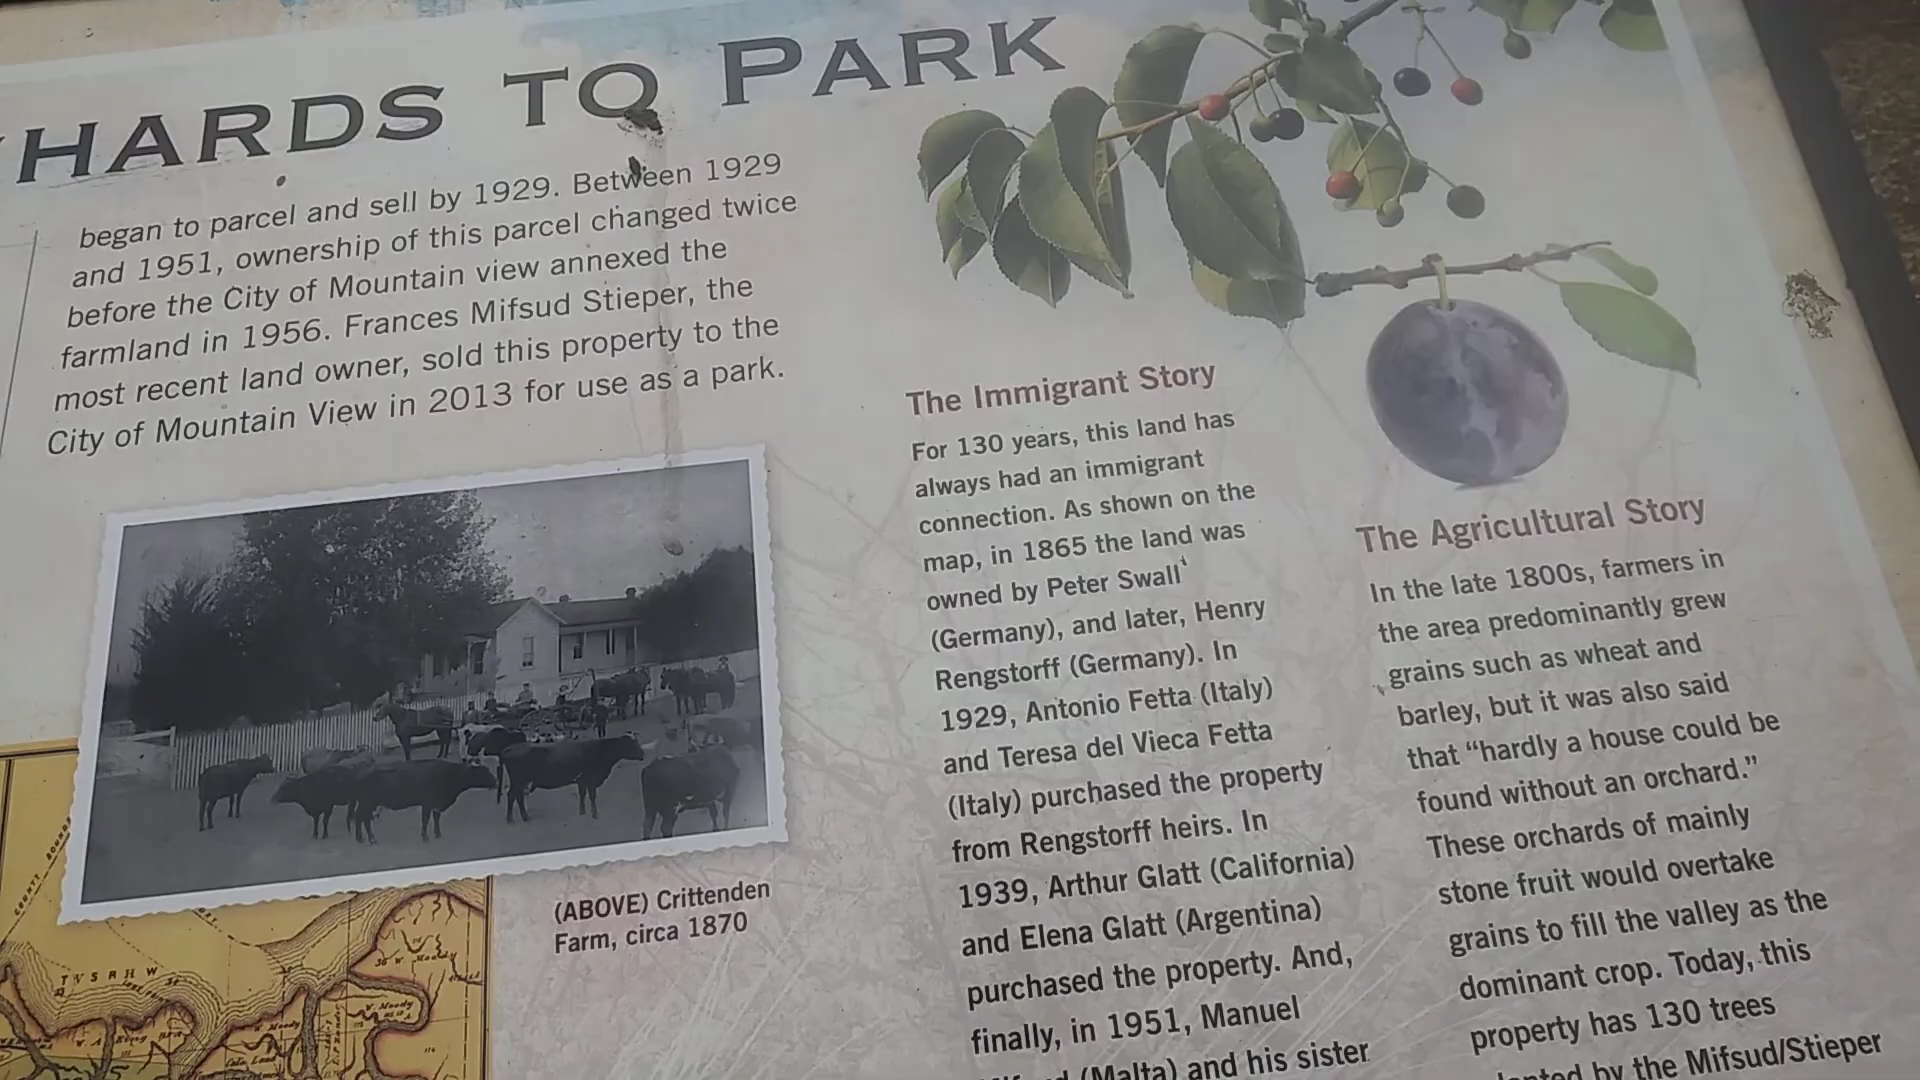 HARDS TO PARK
began to parcel and sell by 1929. Between 1929
and 1951, ownership of this parcel changed twice
before the City of Mountain view annexed the
farmland in 1956. Frances Mifsud Stieper, the
most recent land owner, sold this property to the
City of Mountain View in 2013 for use as a park.
(ABOVE) Crittenden
Farm, circa 1870
The Immigrant Story
For 130 years, this land has
always had an immigrant
connection. As shown on the
map, in 1865 the land was
owned by Peter Swall
(Germany), and later, Henry
Rengstorff (Germany). In
1929, Antonio Fetta (Italy)
and Teresa del Vieca Fetta
(Italy) purchased the property
from Rengstorff heirs. In
1939, Arthur Glatt (California)
and Elena Glatt (Argentina)
purchased the property. And,
finally, in 1951, Manuel
(Malta) and his sister
The Agricultural Story
In the late 1800s, farmers in
the area predominantly grew
grains such as wheat and
barley, but it was also said
that “hardly a house could be
found without an orchard.”
These orchards of mainly
stone fruit would overtake
grains to fill the valley as the
dominant crop. Today, this
property has 130 trees
by the Mifsud/Stieper
COUNTY BOUND
W. Moody
W. Moody